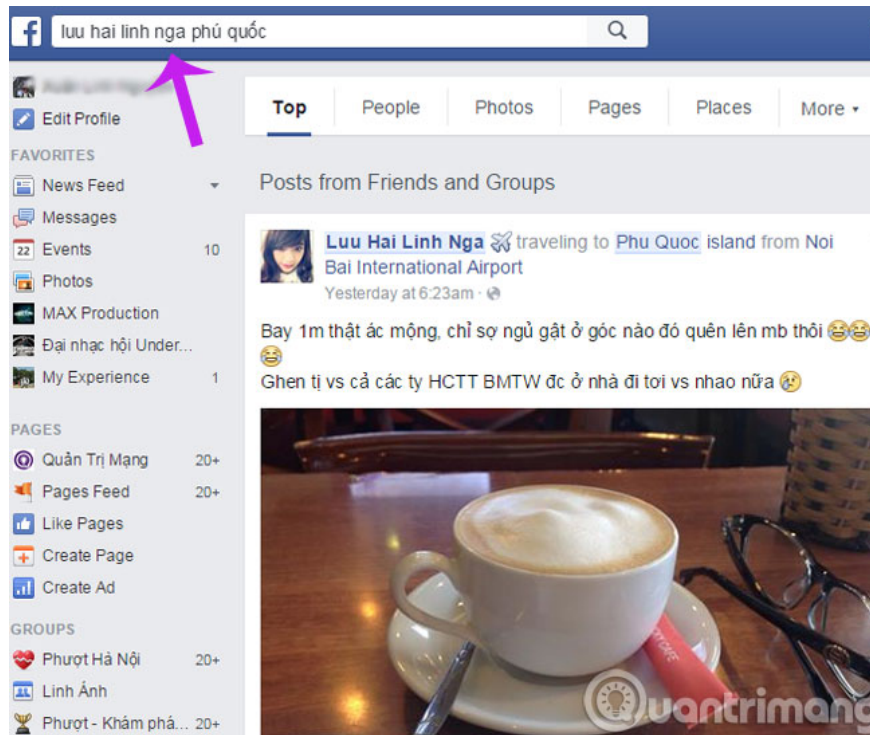 luu hai linh nga phú quốc
Edit Profile
FAVORITES
News Feed
Messages
22 Events 10
Photos
MAX Production
Đại nhạc hội Under...
My Experience 1
PAGES
Quản Trị Mạng 20+
Pages Feed 20+
Like Pages
Create Page
Create Ad
GROUPS
Phượt Hà Nội 20+
Linh Ánh
Phượt - Khám phá... 20+
Top People Photos Pages Places More
Posts from Friends and Groups
Luu Hai Linh Nga traveling to Phu Quoc island from Noi
Bai International Airport
Yesterday at 6:23am ·
Bay 1m thật ác mộng, chỉ sợ ngủ gật ở góc nào đó quên lên mb thôi 😂😂
😂
Ghen tị vs cả các ty HCTT BMTW đc ở nhà đi tơi vs nhao nữa 😢
Quantrimang